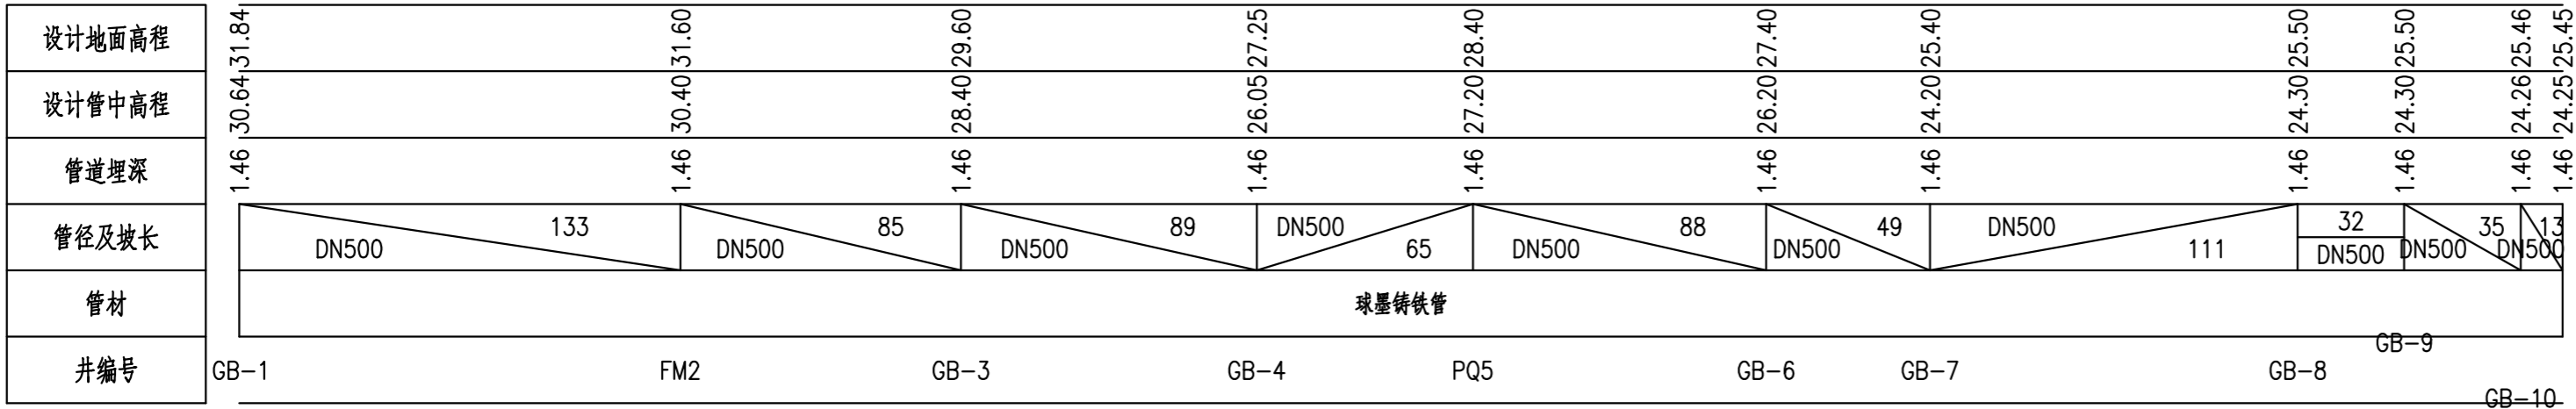 设计地面高程 31.84 31.60 29.60 27.25 28.40 27.40 25.40 25.50 25.50 25.46 25.45
设计管中高程 30.64 30.40 28.40 26.05 27.20 26.20 24.20 24.30 24.30 24.26 24.25
管道埋深 1.46 1.46 1.46 1.46 1.46 1.46 1.46 1.46 1.46 1.46 1.46
管径及坡长 DN500 133 DN500 85 DN500 89 DN500 65 DN500 88 DN500 49 DN500 111 32 DN500 DN500 35 DN500 13
管材 球墨铸铁管
井编号 GB-1 FM2 GB-3 GB-4 PQ5 GB-6 GB-7 GB-8 GB-9 GB-10